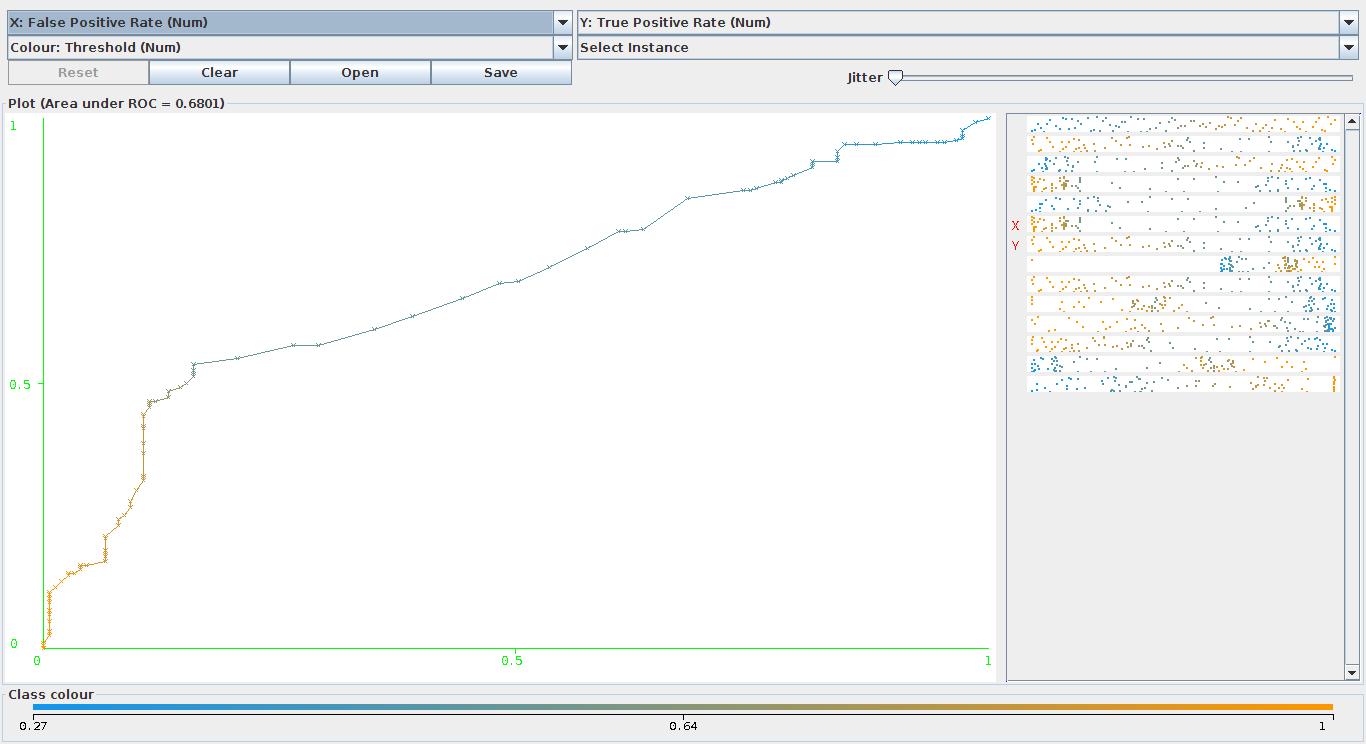 X: False Positive Rate (Num)
Y: True Positive Rate (Num)
Colour: Threshold (Num)
Select Instance
Reset
Clear
Open
Save
Jitter
Plot (Area under ROC = 0.6801)
1
0.5
0
0
0.5
1
X
Y
Class colour
0.27
0.64
1